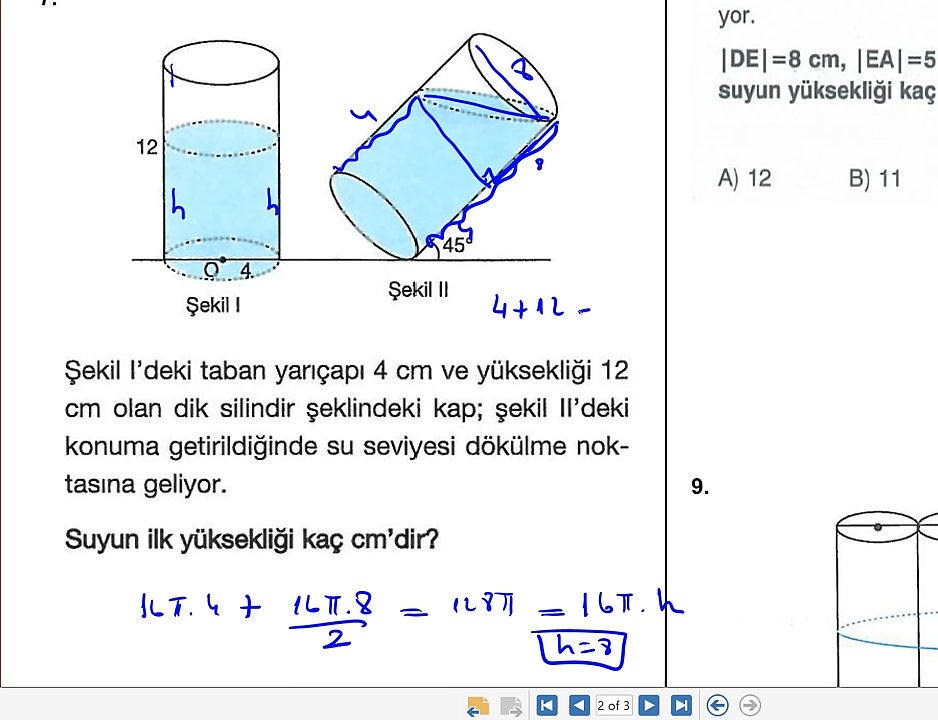 7.
12
h
h
O 4
Şekil I
8
4
8
4
45°
Şekil II
4+12 =
Şekil I'deki taban yarıçapı 4 cm ve yüksekliği 12
cm olan dik silindir şeklindeki kap; şekil II'deki
konuma getirildiğinde su seviyesi dökülme nok-
tasına geliyor.
Suyun ilk yüksekliği kaç cm'dir?
16π.4 + 16π.8 / 2 = 128π = 16π.h
h=8
yor.
|DE|=8 cm, |EA|=5
suyun yüksekliği kaç
A) 12 B) 11
9.
2 of 3